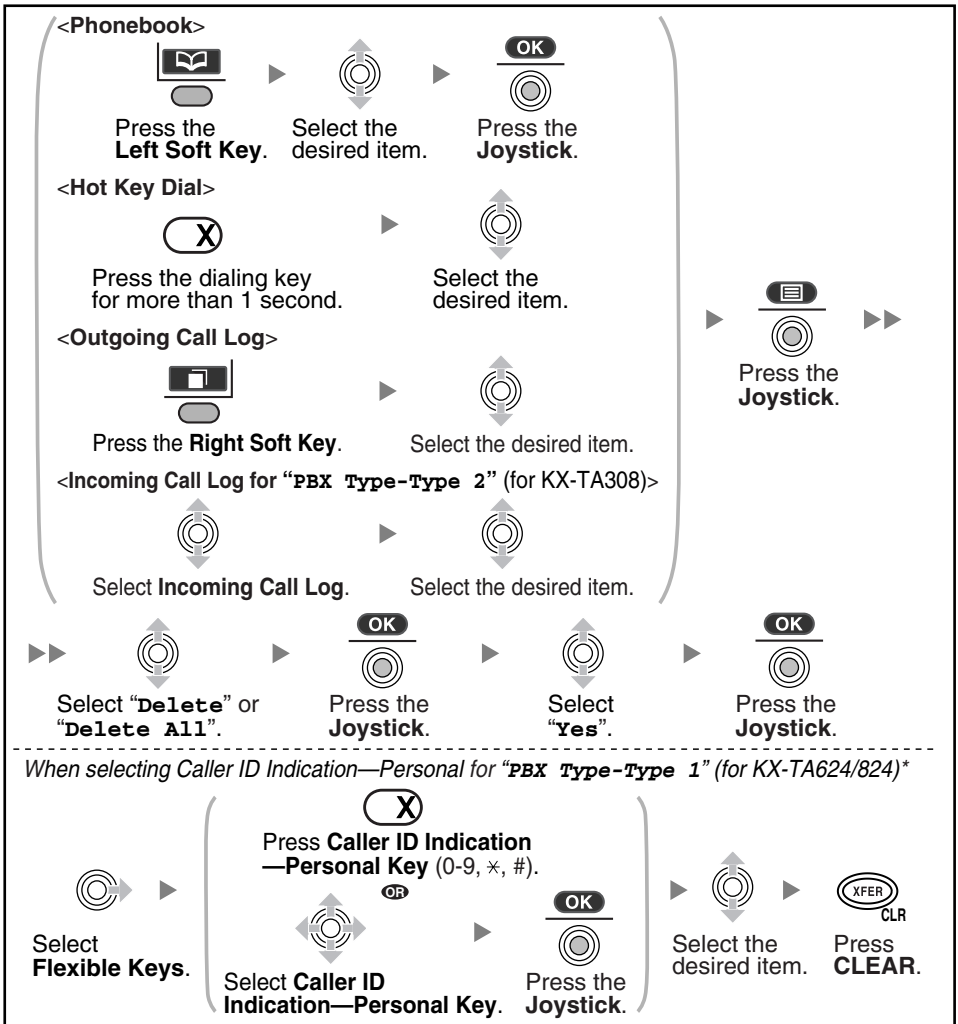 <Phonebook>
OK
Press the
Left Soft Key.
Select the
desired item.
Press the
Joystick.
<Hot Key Dial>
X
Press the dialing key
for more than 1 second.
Select the
desired item.
Press the
Joystick.
<Outgoing Call Log>
Press the Right Soft Key.
Select the desired item.
<Incoming Call Log for “PBX Type-Type 2” (for KX-TA308)>
Select Incoming Call Log.
Select the desired item.
OK
OK
Select “Delete” or
“Delete All”.
Press the
Joystick.
Select
“Yes”.
Press the
Joystick.
When selecting Caller ID Indication—Personal for “PBX Type-Type 1” (for KX-TA624/824)*
X
Press Caller ID Indication
—Personal Key (0-9, ✕, #).
OR
OK
XFER
CLR
Select
Flexible Keys.
Select Caller ID
Indication—Personal Key.
Press the
Joystick.
Select the
desired item.
Press
CLEAR.